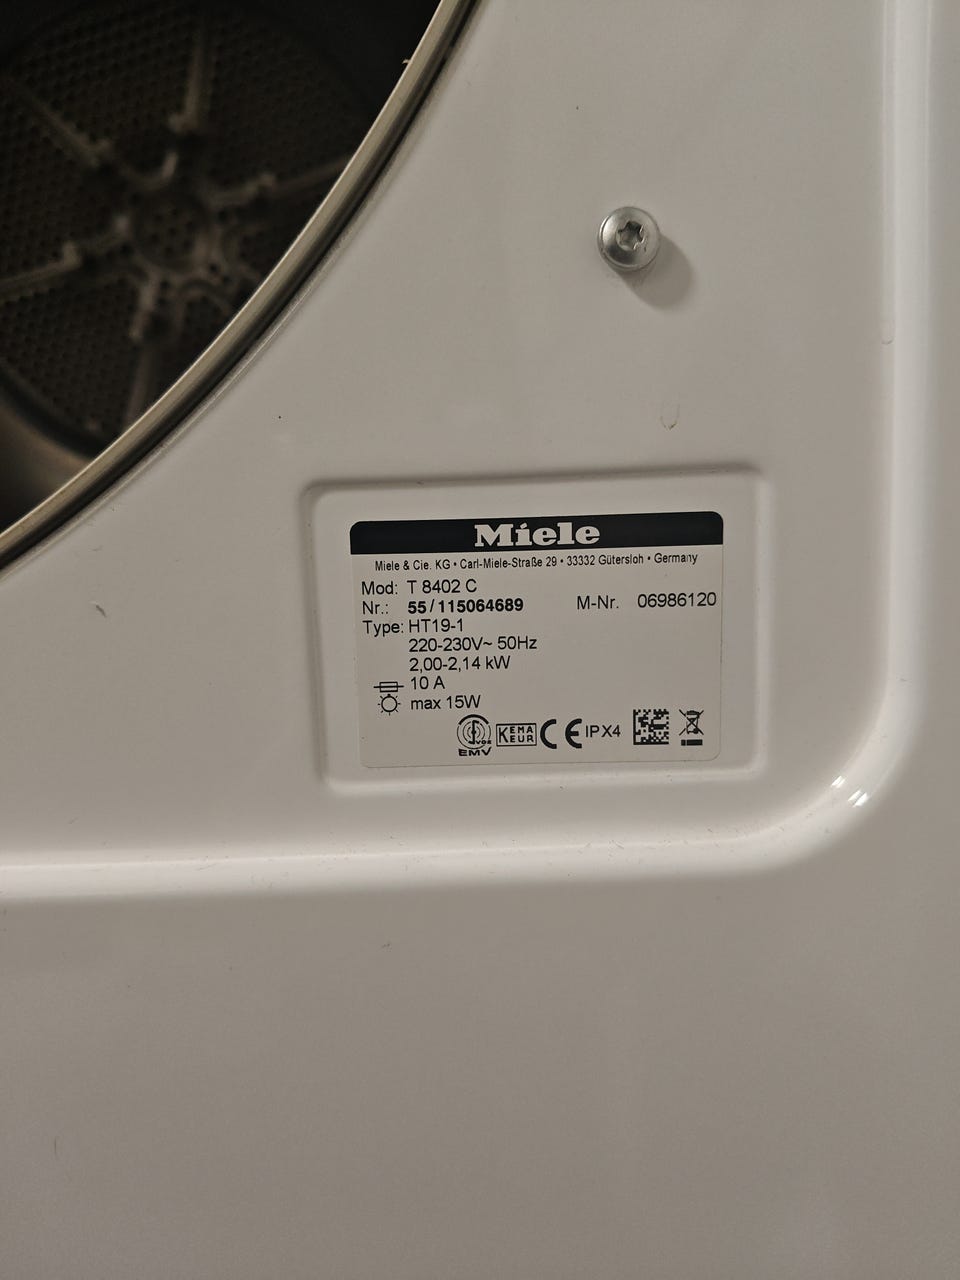 Miele
Miele & Cie. KG • Carl-Miele-Straße 29 • 33332 Gütersloh • Germany
Mod: T 8402 C
Nr.: 55/115064689 M-Nr. 06986120
Type: HT19-1
220-230V~ 50Hz
2,00-2,14 kW
10 A
max 15W
VDE
EMV
KEMA
KEUR
CE
IPX4